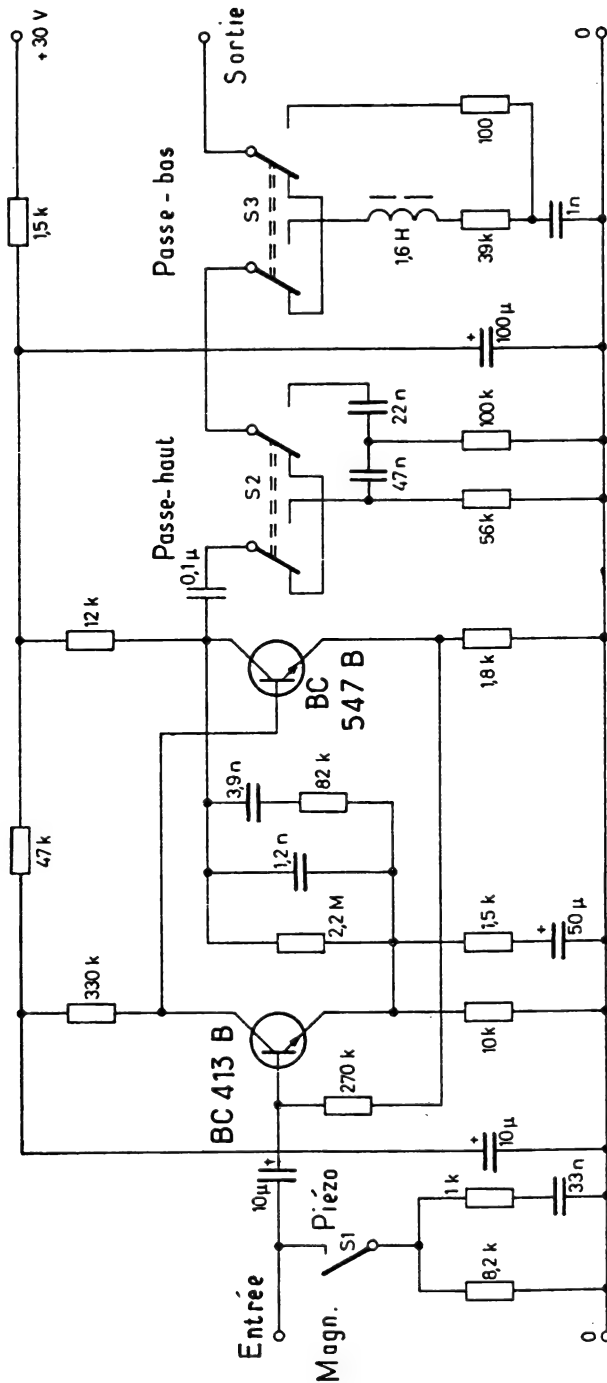 +30 V
1,5k
Sortie
Passe-bas
S3
100
1,6 H
39k
1n
0
100µ
Passe-haut
S2
0,1µ
22n
47n
100k
56k
12k
BC
547 B
1,8k
47k
3,9n
82k
1,2n
2,2M
330k
BC 413 B
1,5k
50µ
10k
270k
10µ
10µ
Entrée
Piézo
Magn.
S1
1k
33n
8,2k
0